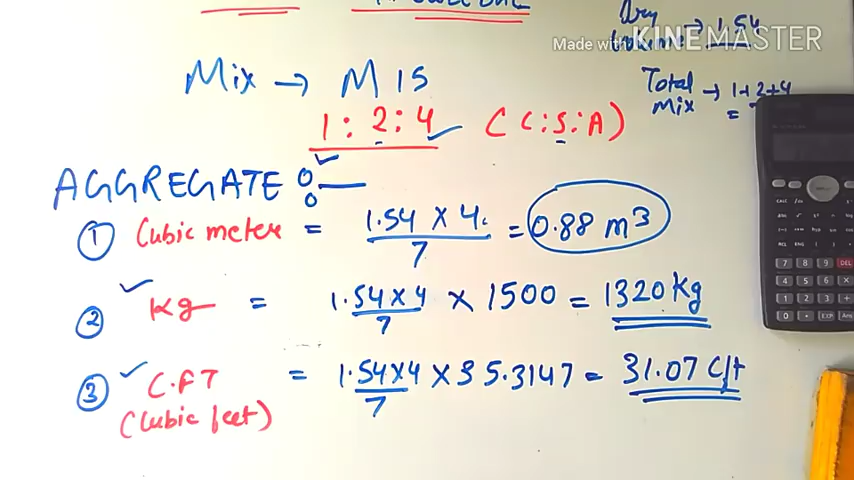 Dry → 1.54
Made with KINEMASTER
Mix → M15
Total → 1+2+4
mix =
1 : 2 : 4 (C:S:A)
AGGREGATE
① Cubic meter = 1.54 X 4 / 7 = 0.88 m³
② Kg = 1.54X4 / 7 X 1500 = 1320 Kg
③ C.FT = 1.54X4 / 7 X 35.3147 = 31.07 C/t
(Cubic feet)